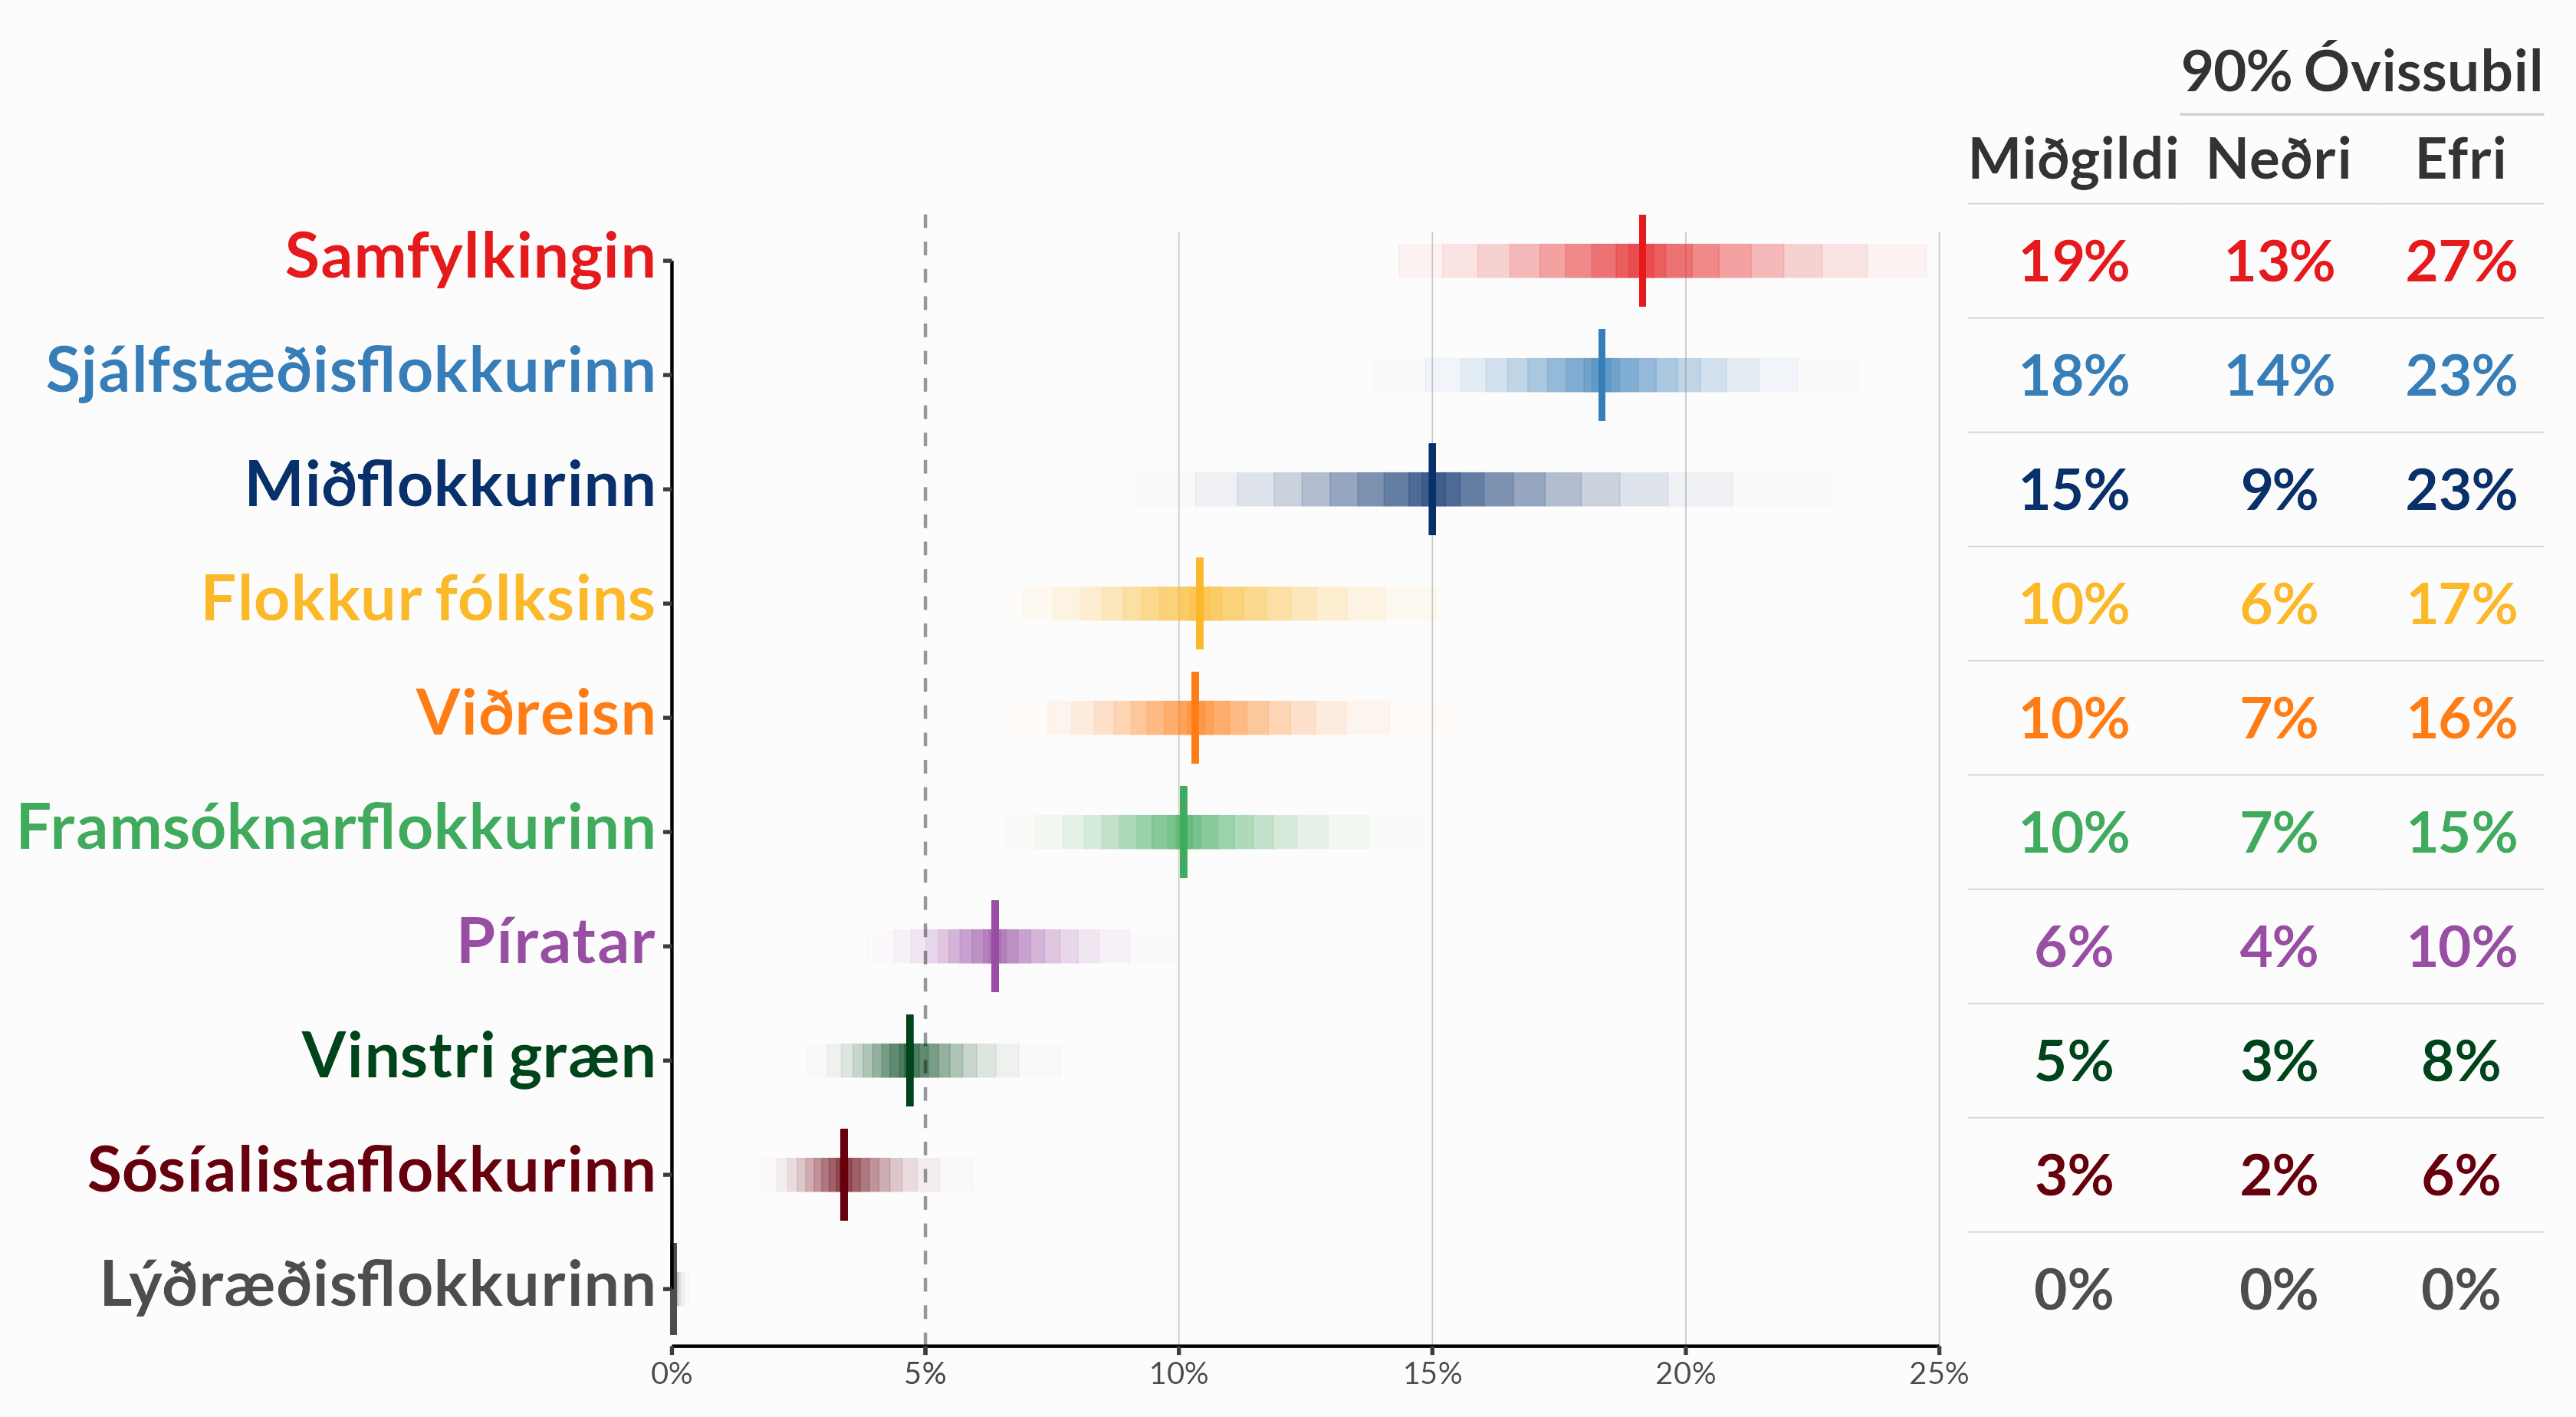 90% Óvissubil
Miðgildi Neðri Efri
Samfylkingin 19% 13% 27%
Sjálfstæðisflokkurinn 18% 14% 23%
Miðflokkurinn 15% 9% 23%
Flokkur fólksins 10% 6% 17%
Viðreisn 10% 7% 16%
Framsóknarflokkurinn 10% 7% 15%
Píratar 6% 4% 10%
Vinstri græn 5% 3% 8%
Sósíalistaflokkurinn 3% 2% 6%
Lýðræðisflokkurinn 0% 0% 0%
0% 5% 10% 15% 20% 25%